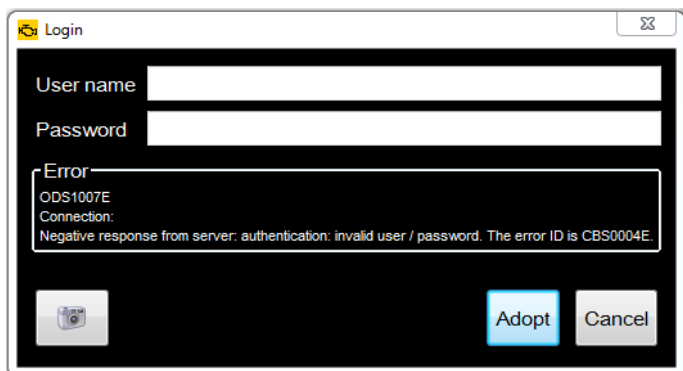 Login
User name
Password
Error
ODS1007E
Connection:
Negative response from server: authentication: invalid user / password. The error ID is CBS0004E.
Adopt Cancel